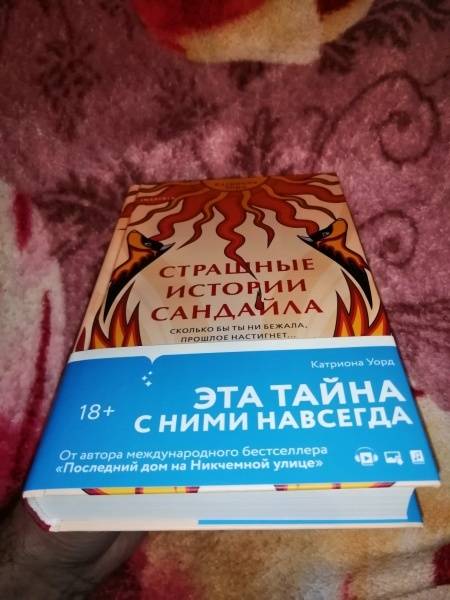 СТРАШНЫЕ
ИСТОРИИ
САНДАЙЛА
СКОЛЬКО БЫ ТЫ НИ БЕЖАЛА,
ПРОШЛОЕ НАСТИГНЕТ...
Катриона Уорд
18+
ЭТА ТАЙНА
С НИМИ НАВСЕГДА
От автора международного бестселлера
«Последний дом на Никчемной улице»